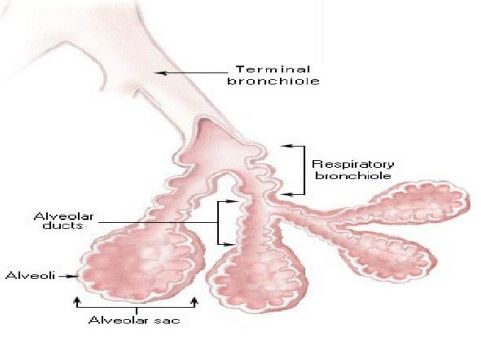 Terminal
bronchiole
Respiratory
bronchiole
Alveolar
ducts
Alveoli
Alveolar sac